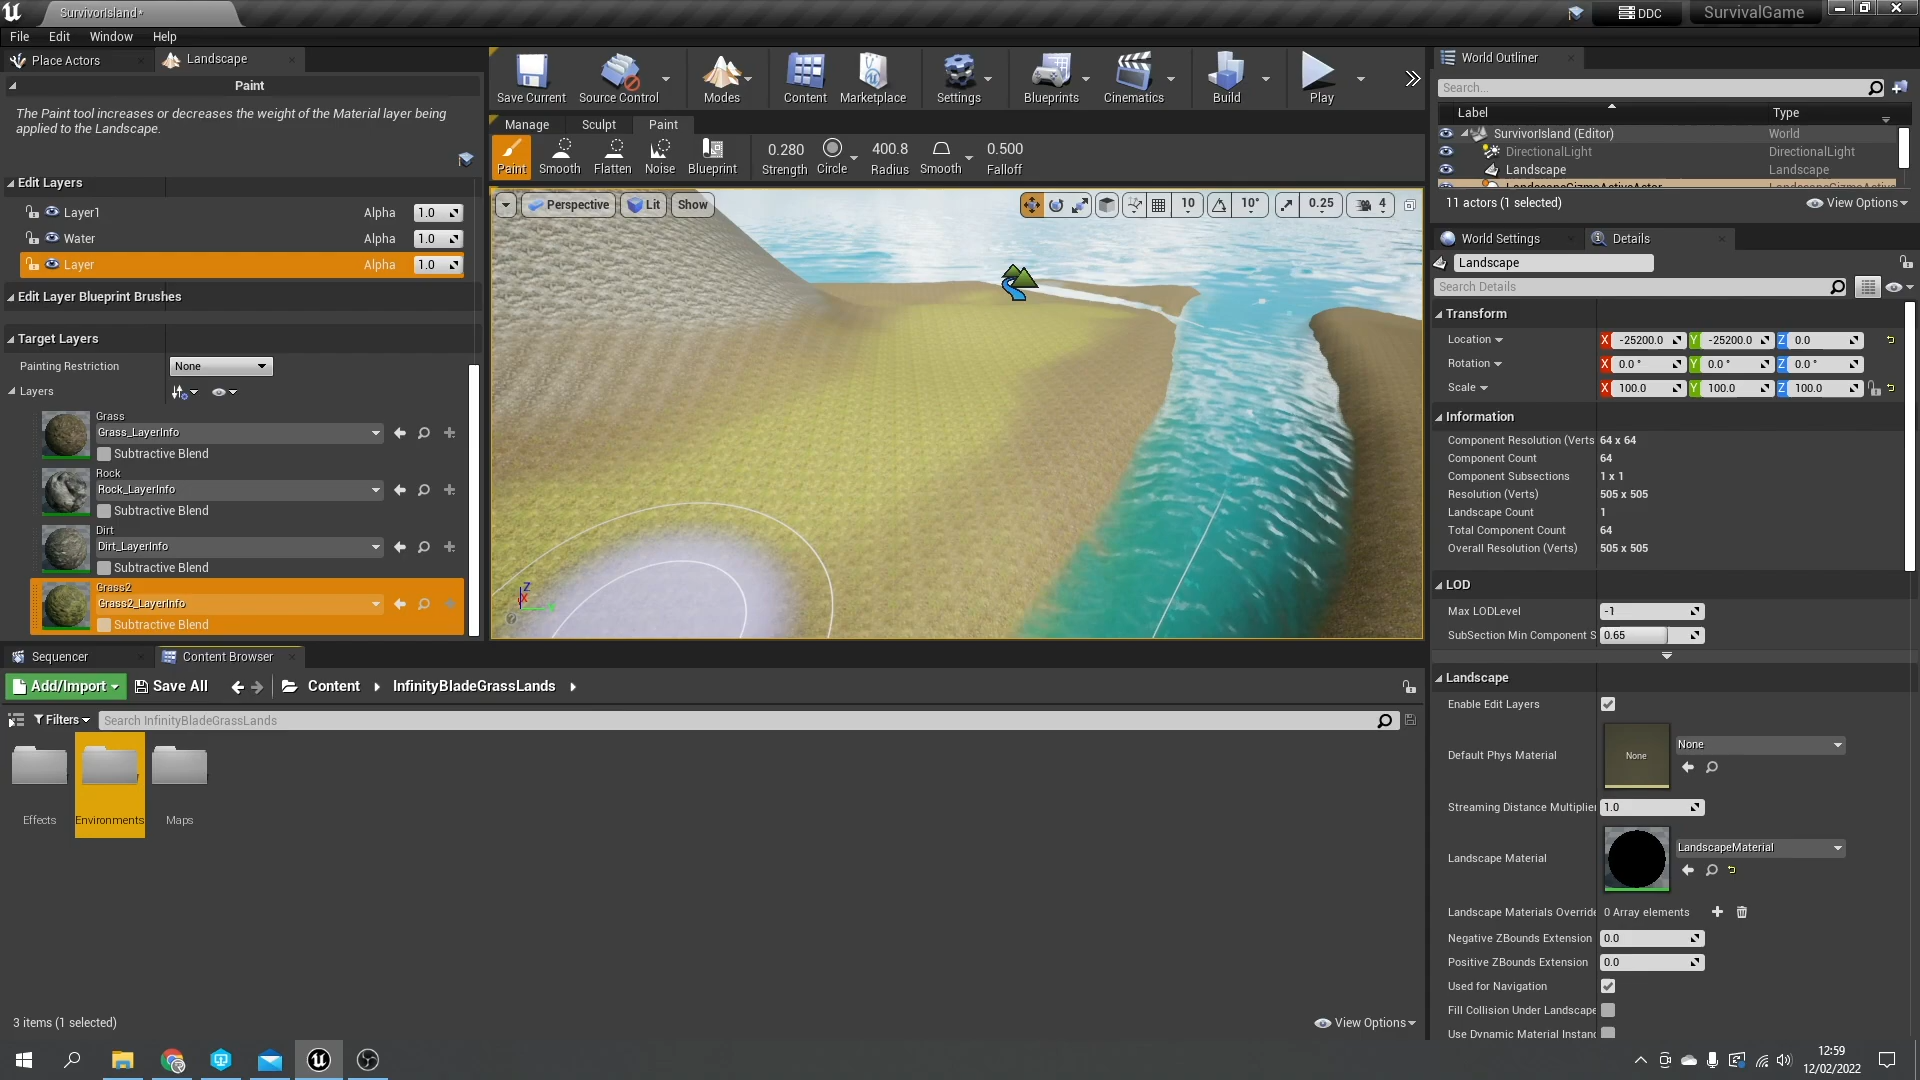 SurvivorIsland*
DDC
SurvivalGame
File Edit Window Help
Place Actors
Landscape
Paint
The Paint tool increases or decreases the weight of the Material layer being
applied to the Landscape.
Edit Layers
Layer1 Alpha 1.0
Water Alpha 1.0
Layer Alpha 1.0
Edit Layer Blueprint Brushes
Target Layers
Painting Restriction None
Layers
Grass
Grass_LayerInfo
Subtractive Blend
Rock
Rock_LayerInfo
Subtractive Blend
Dirt
Dirt_LayerInfo
Subtractive Blend
Grass2
Grass2_LayerInfo
Subtractive Blend
Save Current Source Control Modes Content Marketplace Settings Blueprints Cinematics Build Play
Manage Sculpt Paint
0.280 400.8 0.500
Paint Smooth Flatten Noise Blueprint Strength Circle Radius Smooth Falloff
Perspective Lit Show 10 10° 0.25 4
Z
X
World Outliner
Search...
Label Type
SurvivorIsland (Editor) World
DirectionalLight DirectionalLight
Landscape Landscape
LandscapeGizmoActiveActor LandscapeGizmoActive
11 actors (1 selected) View Options
World Settings Details
Landscape
Search Details
Transform
Location X -25200.0 Y -25200.0 Z 0.0
Rotation X 0.0 ° Y 0.0 ° Z 0.0 °
Scale X 100.0 Y 100.0 Z 100.0
Information
Component Resolution (Verts 64 x 64
Component Count 64
Component Subsections 1 x 1
Resolution (Verts) 505 x 505
Landscape Count 1
Total Component Count 64
Overall Resolution (Verts) 505 x 505
LOD
Max LODLevel -1
SubSection Min Component S 0.65
Landscape
Enable Edit Layers
Default Phys Material None None
Streaming Distance Multiplier 1.0
Landscape Material LandscapeMaterial
Landscape Materials Override 0 Array elements
Negative ZBounds Extension 0.0
Positive ZBounds Extension 0.0
Used for Navigation
Fill Collision Under Landscape
Use Dynamic Material Instanc
Sequencer
Content Browser
Add/Import Save All Content InfinityBladeGrassLands
Filters Search InfinityBladeGrassLands
Effects Environments Maps
3 items (1 selected) View Options
12:59
12/02/2022